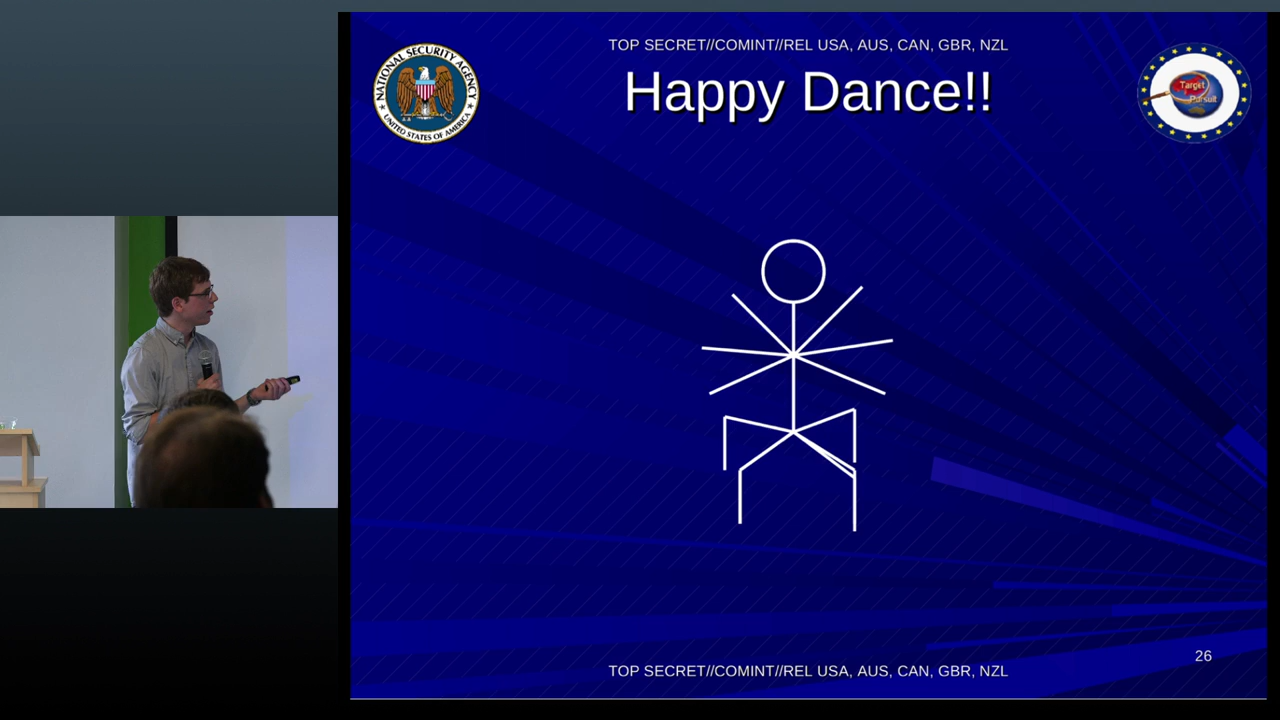 TOP SECRET//COMINT//REL USA, AUS, CAN, GBR, NZL
Happy Dance!!
NATIONAL SECURITY AGENCY
UNITED STATES OF AMERICA
Target
Pursuit
26
TOP SECRET//COMINT//REL USA, AUS, CAN, GBR, NZL